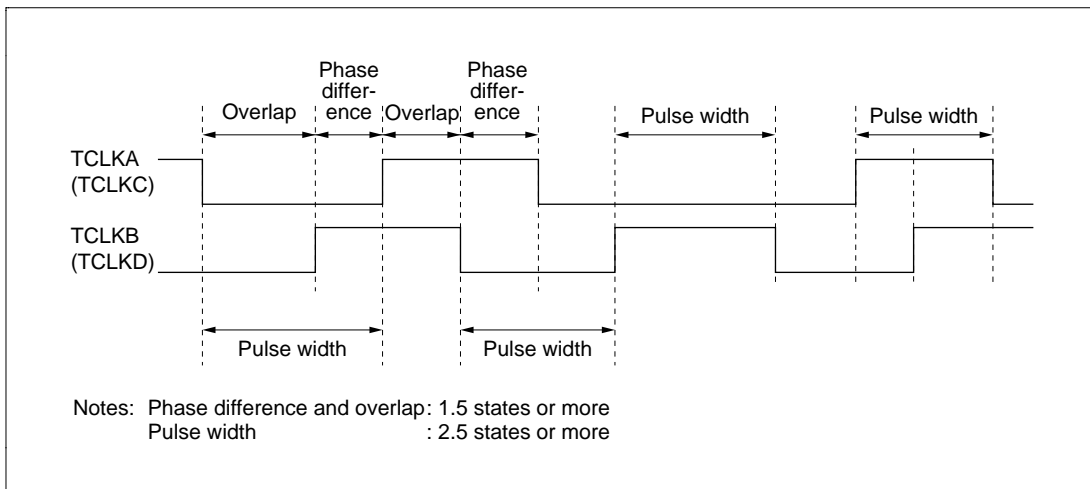 Phase
differ-
ence
Phase
differ-
ence
Overlap
Overlap
Pulse width
Pulse width
TCLKA
(TCLKC)
TCLKB
(TCLKD)
Pulse width
Pulse width
Notes: Phase difference and overlap : 1.5 states or more
Pulse width : 2.5 states or more